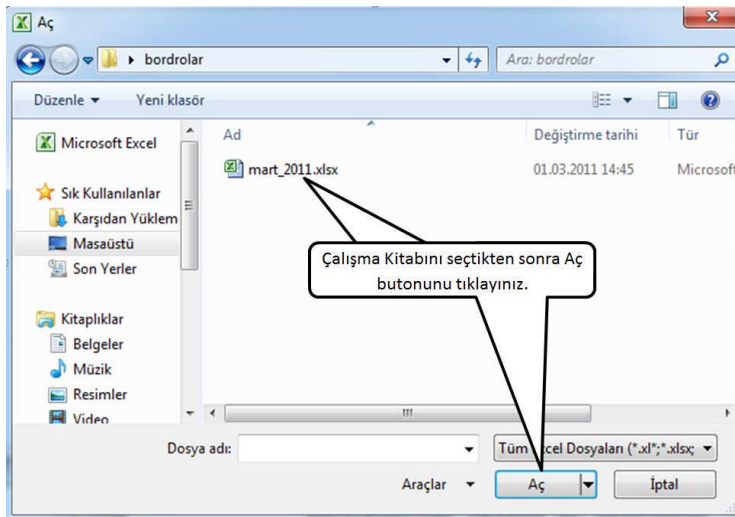 Aç
bordrolar
Ara: bordrolar
Düzenle
Yeni klasör
Microsoft Excel
Sık Kullanılanlar
Karşıdan Yüklem
Masaüstü
Son Yerler
Kitaplıklar
Belgeler
Müzik
Resimler
Video
Ad
Değiştirme tarihi
Tür
mart_2011.xlsx
01.03.2011 14:45
Microsoft
Çalışma Kitabını seçtikten sonra Aç
butonunu tıklayınız.
Dosya adı:
Tüm Excel Dosyaları (*.xl*;*.xlsx;
Araçlar
Aç
İptal